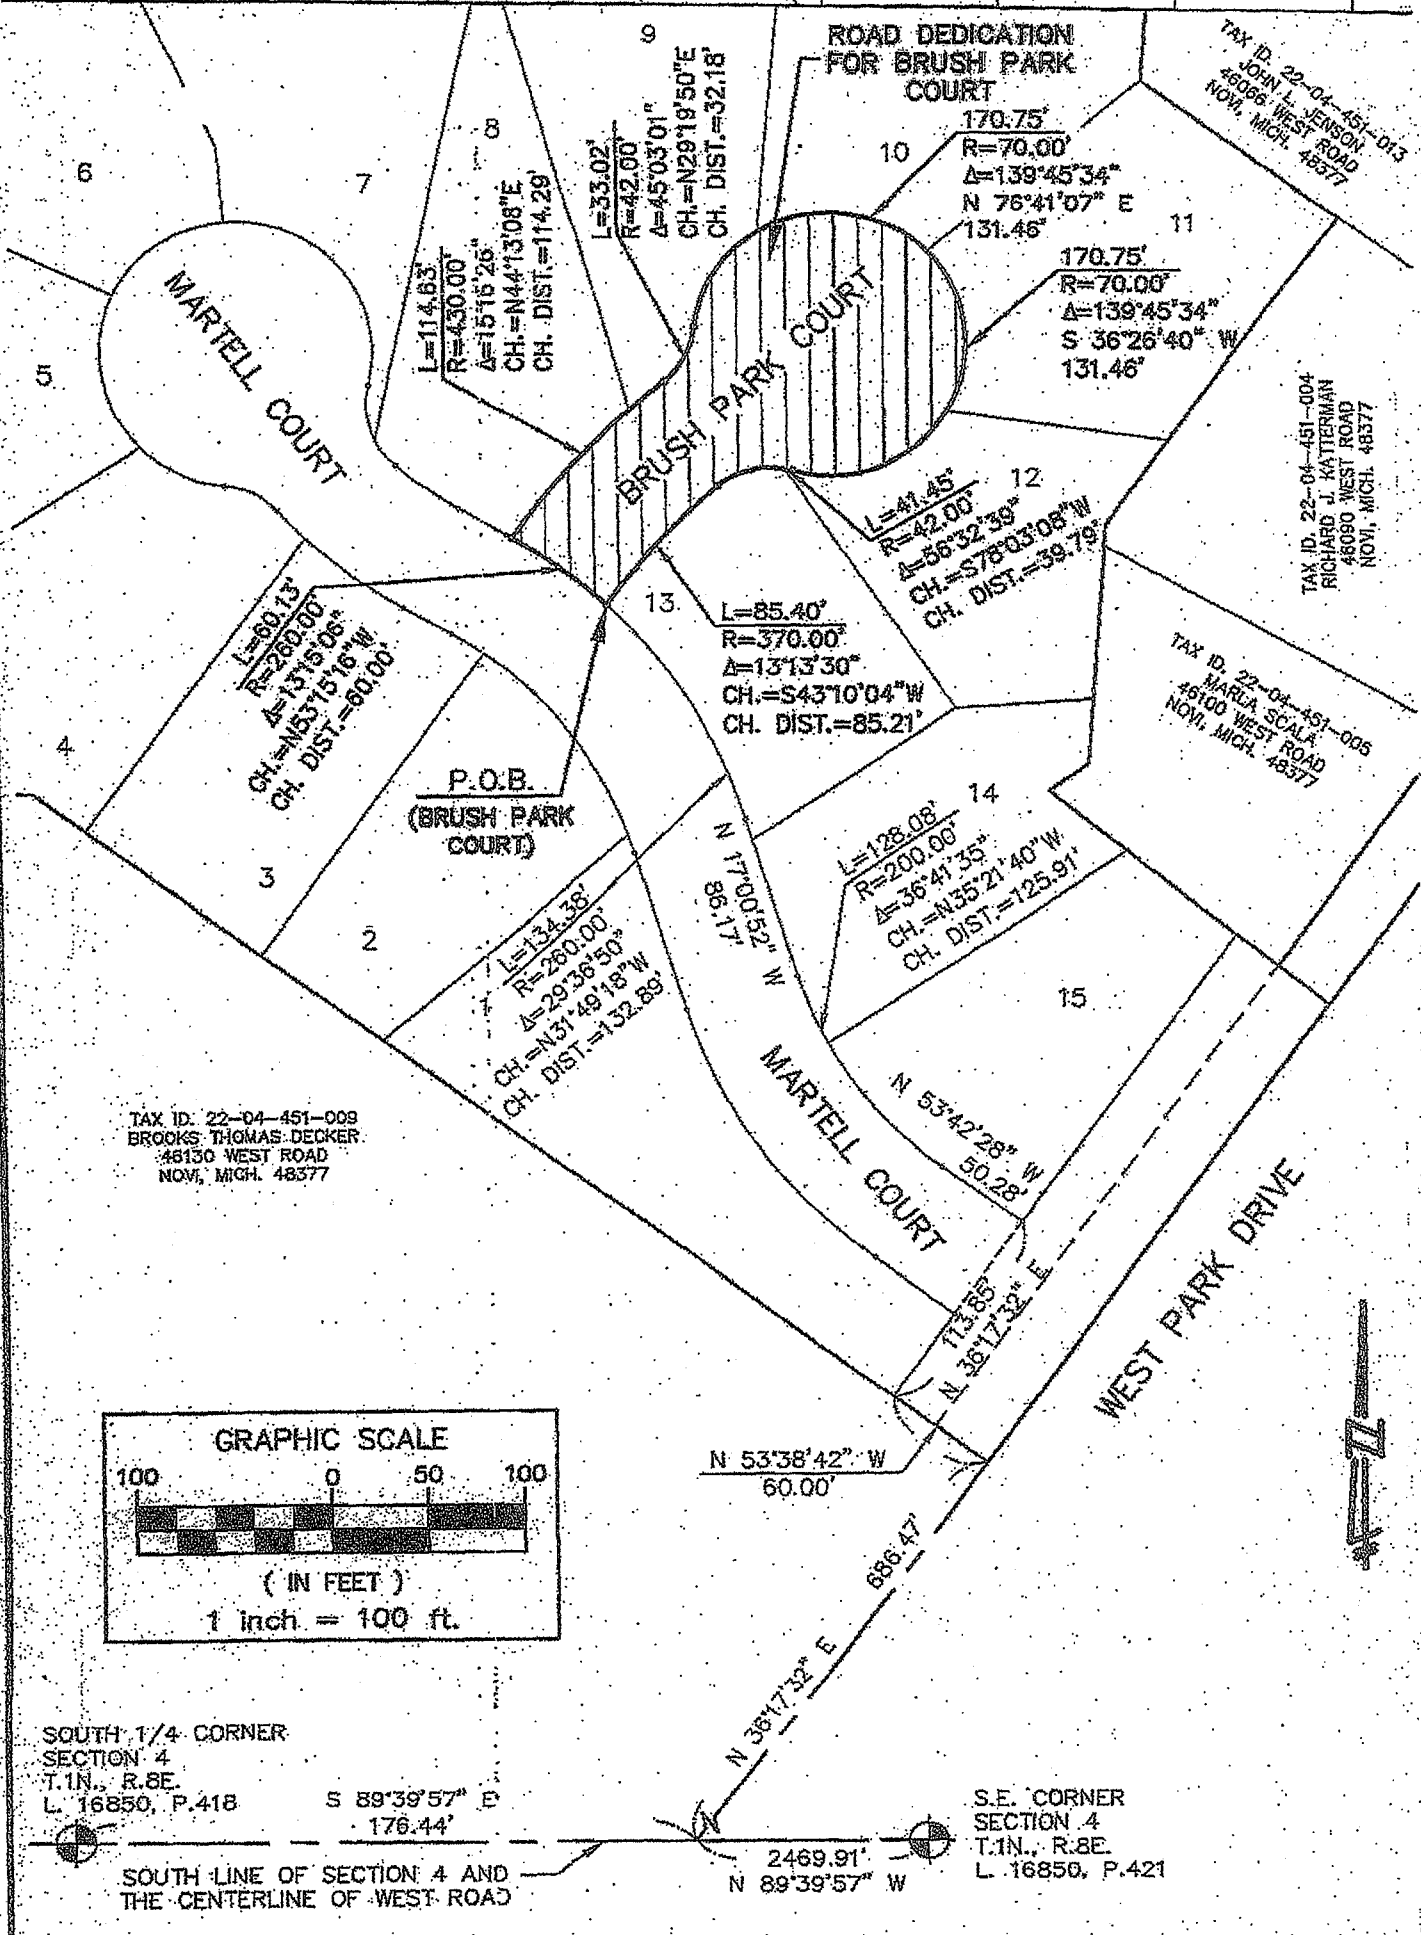 9
ROAD DEDICATION
FOR BRUSH PARK
COURT
TAX ID. 22-04-451-013
JOHN L. JENSON
46066 WEST ROAD
NOVI, MICH. 48377
8
7
6
10
11
L=114.63'
R=430.00'
Δ=15°16'26"
CH.=N44°13'08"E
CH. DIST.=114.29'
L=33.02'
R=42.00'
Δ=45°03'01"
CH.=N29°19'50"E
CH. DIST.=32.18'
170.75'
R=70.00'
Δ=139°45'34"
N 76°41'07" E
131.46'
170.75'
R=70.00'
Δ=139°45'34"
S 36°26'40" W
131.46'
MARTELL COURT
BRUSH PARK COURT
5
TAX ID. 22-04-451-004
RICHARD J. KATTERMAN
46090 WEST ROAD
NOVI, MICH. 48377
12
L=41.45'
R=42.00'
Δ=56°32'39"
CH.=S78°03'08"W
CH. DIST.=39.79'
L=60.13'
R=260.00'
Δ=13°15'06"
CH.=N53°15'16"W
CH. DIST.=60.00'
13
L=85.40'
R=370.00'
Δ=13°13'30"
CH.=S43°10'04"W
CH. DIST.=85.21'
TAX ID. 22-04-451-005
MARLA SCALA
46100 WEST ROAD
NOVI, MICH. 48377
4
P.O.B.
(BRUSH PARK
COURT)
3
2
1
14
L=128.08'
R=200.00'
Δ=36°41'35"
CH.=N35°21'40"W
CH. DIST.=125.91'
N 17°00'52" W
86.17'
L=134.38'
R=260.00'
Δ=29°36'50"
CH.=N31°49'18"W
CH. DIST.=132.89'
15
MARTELL COURT
N 53°42'28" W
50.28'
TAX ID. 22-04-451-009
BROOKS THOMAS DECKER
46130 WEST ROAD
NOVI, MICH. 48377
113.85'
N 36°17'32" E
WEST PARK DRIVE
N 53°38'42" W
60.00'
GRAPHIC SCALE
100 0 50 100
( IN FEET )
1 inch = 100 ft.
N
686.47'
N 36°17'32" E
SOUTH 1/4 CORNER
SECTION 4
T.1N., R.8E.
L. 16850, P.418
S 89°39'57" E
176.44'
S.E. CORNER
SECTION 4
T.1N., R.8E.
L. 16850, P.421
2469.91'
N 89°39'57" W
SOUTH LINE OF SECTION 4 AND
THE CENTERLINE OF WEST ROAD